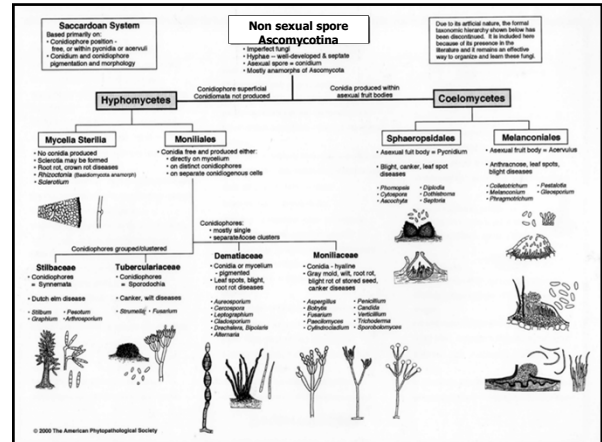 Saccardoan System
Based primarily on:
• Conidiophore position -
free, or within pycnidia or acervuli
• Conidium and conidiophore
pigmentation and morphology
Non sexual spore
Ascomycotina
• Imperfect fungi
• Hyphae – well-developed & septate
• Asexual spore = conidium
• Mostly anamorphs of Ascomycota
Due to its artificial nature, the formal
taxonomic hierarchy shown below has
been discontinued. It is included here
because of its presence in the
literature and it remains an effective
way to organize and learn these fungi.
Conidiophore superficial
Conidiomata not produced
Conidia produced within
asexual fruit bodies
Hyphomycetes
Coelomycetes
Mycelia Sterilia
• No conidia produced
• Sclerotia may be formed
• Root rot, crown rot diseases
• Rhizoctonia (Basidiomycota anamorph)
• Sclerotium
Moniliales
• Conidia free and produced either:
• directly on mycelium
• on distinct conidiophores
• on separate conidiogenous cells
Sphaeropsidales
Asexual fuit body = Pycnidium
• Blight, canker, leaf spot
diseases
• Phomopsis • Diplodia
• Cytospora • Dothistroma
• Ascochyta • Septoria
Melanconiales
• Asexual fruit body = Acervulus
• Anthracnose, leaf spots,
blight diseases
• Colletotrichum • Pestalotia
• Melanconium • Gleosporium
• Phragmotrichum
Conidiophores:
• mostly single
• separate/loose clusters
Conidiophores grouped/clustered
Stilbaceae
• Conidiophores
= Synnemata
• Dutch elm disease
• Stilbum • Pesotum
• Graphium • Arthrosporium
Tuberculariaceae
• Conidiophores
= Sporodochia
• Canker, wilt diseases
• Strumella • Fusarium
Dematiaceae
• Conidia or mycelium
- pigmented
• Leaf spots, blight,
root rot diseases
• Aureosporium
• Cercospora
• Leptographium
• Cladosporium
• Drechslera, Bipolaris
• Alternaria
Moniliaceae
• Conidia - hyaline
• Gray mold, wilt, root rot,
blight rot of stored seed,
canker diseases
• Aspergillus • Penicillium
• Botrytis • Candida
• Fusarium • Verticillium
• Paecilomyces • Trichoderma
• Cylindrocladium • Sporobolomyces
© 2000 The American Phytopathological Society